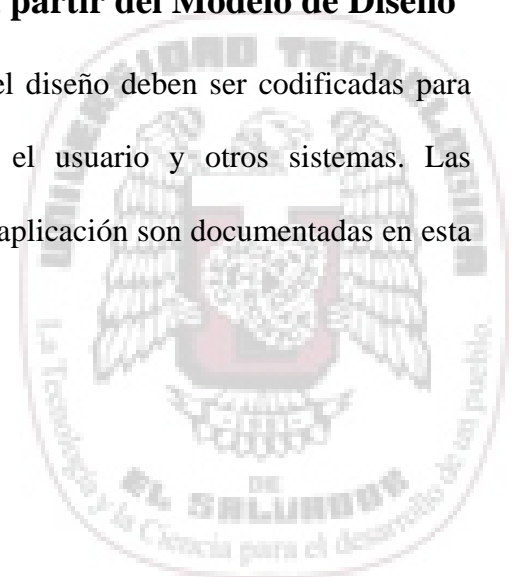 partir del Modelo de Diseño
el diseño deben ser codificadas para
el usuario y otros sistemas. Las
aplicación son documentadas en esta
UNIVERSIDAD TECNOLOGICA
DE
EL SALVADOR
La Tecnología y la Ciencia para el desarrollo de un pueblo.